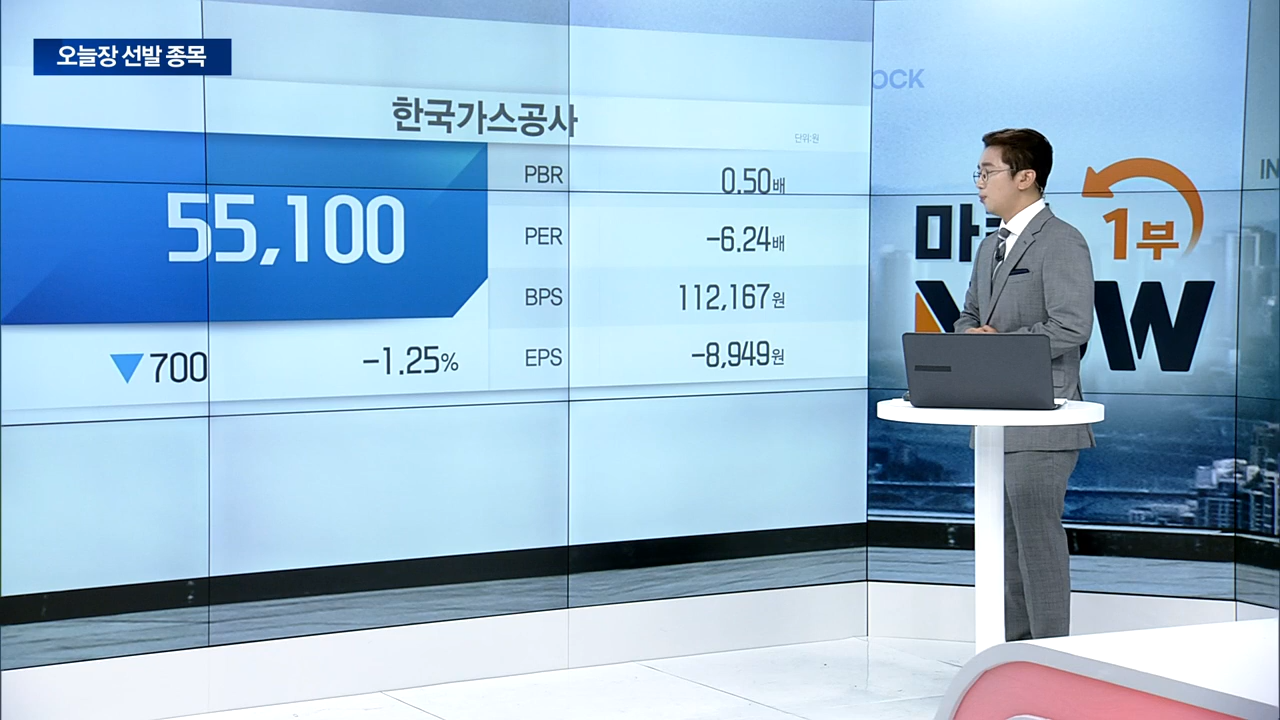 오늘장 선발 종목
한국가스공사
단위:원
55,100
▼700 -1.25%
PBR 0.50배
PER -6.24배
BPS 112,167원
EPS -8,949원
OCK
IN
1부